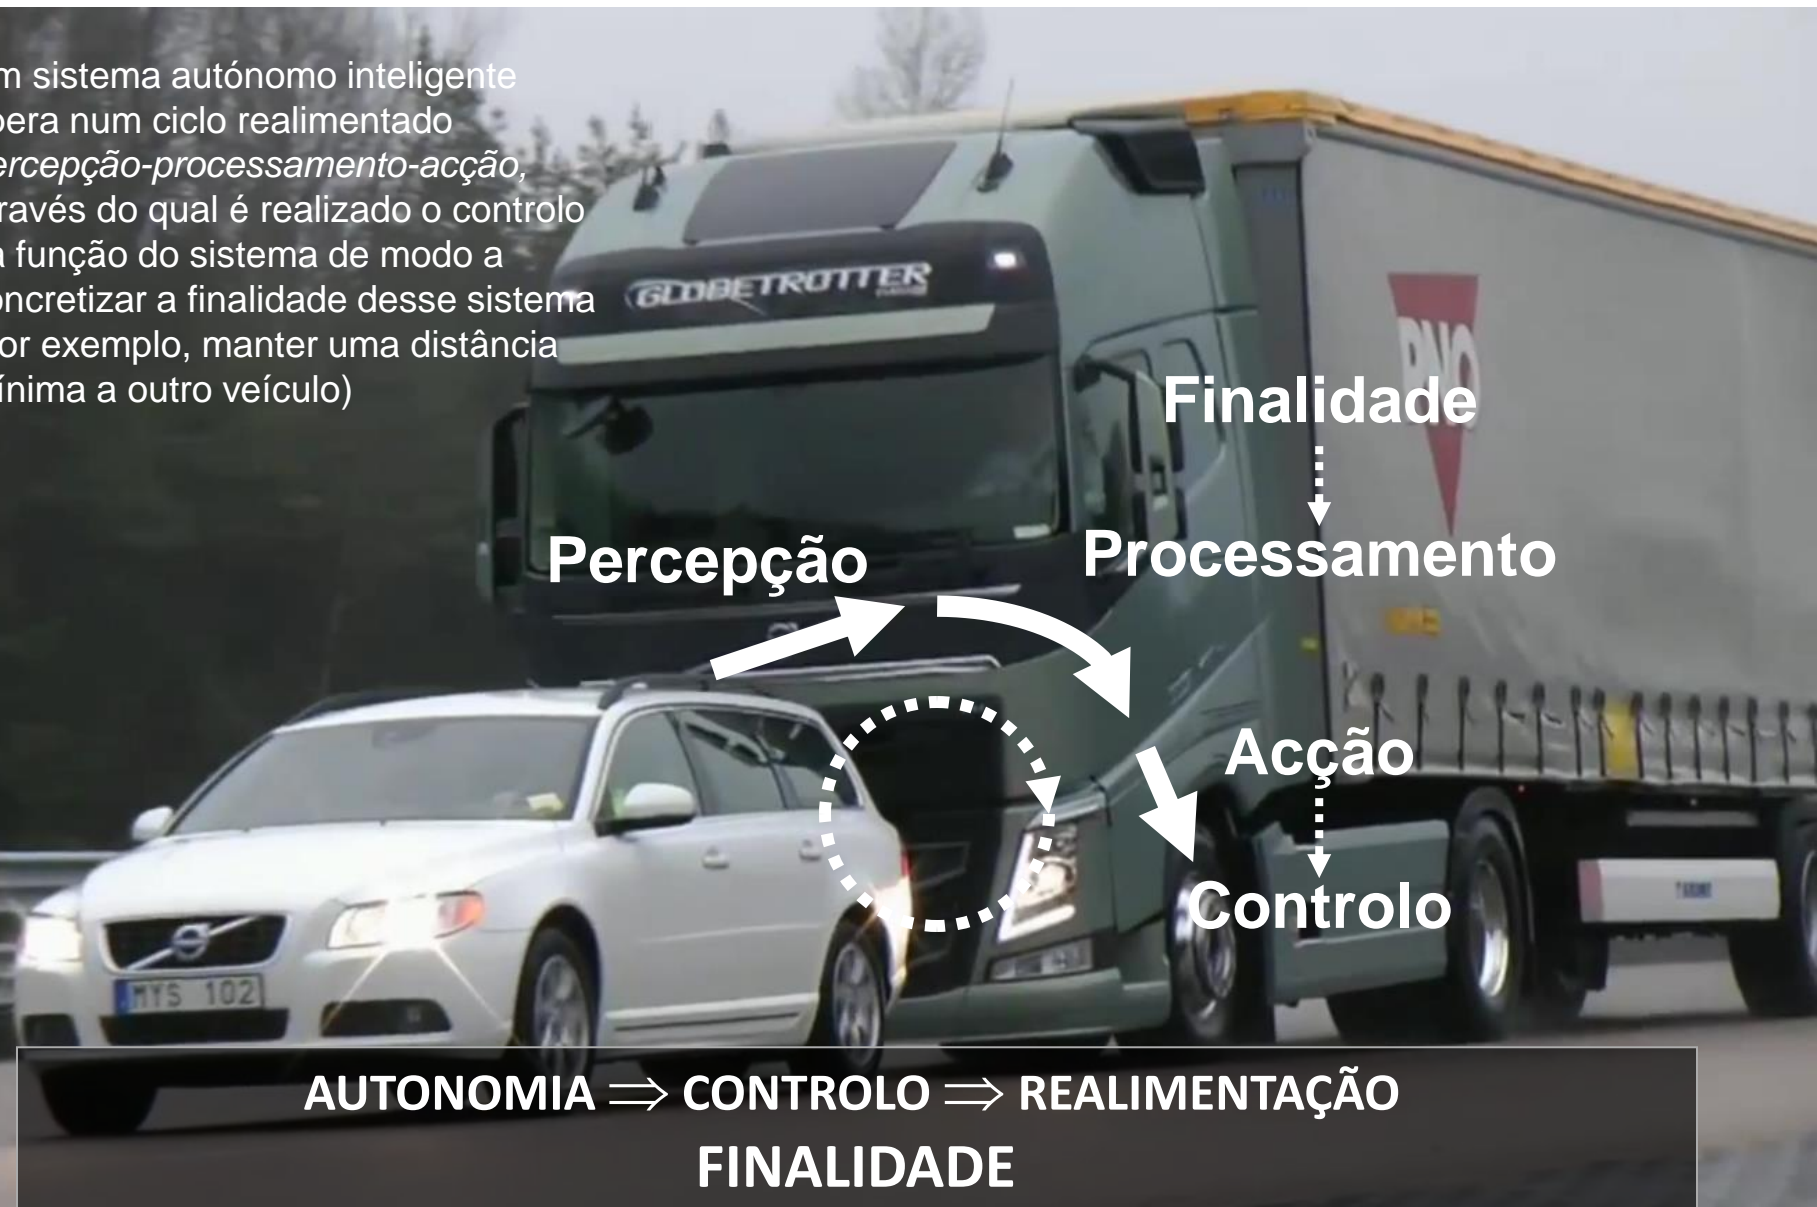 m sistema autónomo inteligente
pera num ciclo realimentado
ercepção-processamento-acção,
través do qual é realizado o controlo
a função do sistema de modo a
oncretizar a finalidade desse sistema
or exemplo, manter uma distância
ínima a outro veículo)
GLOBETROTTER
PNO
Finalidade
Percepção
Processamento
Acção
Controlo
MYS 102
AUTONOMIA ⇒ CONTROLO ⇒ REALIMENTAÇÃO
FINALIDADE